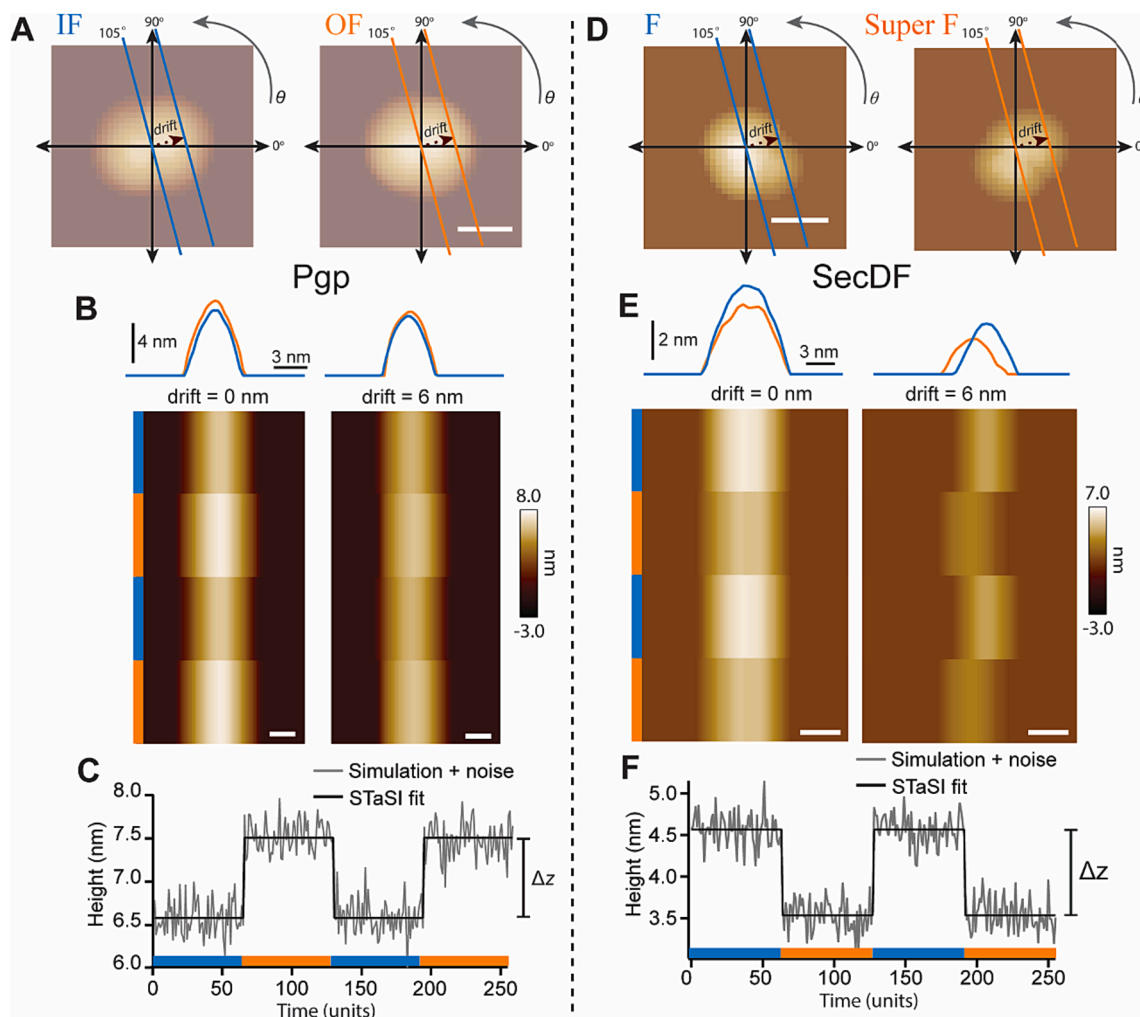 A
IF
90°
105°
θ
drift
0°
OF
90°
105°
θ
drift
0°
D
F
90°
105°
θ
drift
0°
Super F
90°
105°
drift
0°
Pgp
SecDF
B
4 nm
3 nm
drift = 0 nm
drift = 6 nm
8.0
nm
-3.0
E
2 nm
3 nm
drift = 0 nm
drift = 6 nm
7.0
nm
-3.0
C
Simulation + noise
STaSI fit
8.0
7.5
7.0
6.5
6.0
Height (nm)
Δz
0 50 100 150 200 250
Time (units)
F
Simulation + noise
STaSI fit
5.0
4.5
4.0
3.5
Height (nm)
Δz
0 50 100 150 200 250
Time (units)